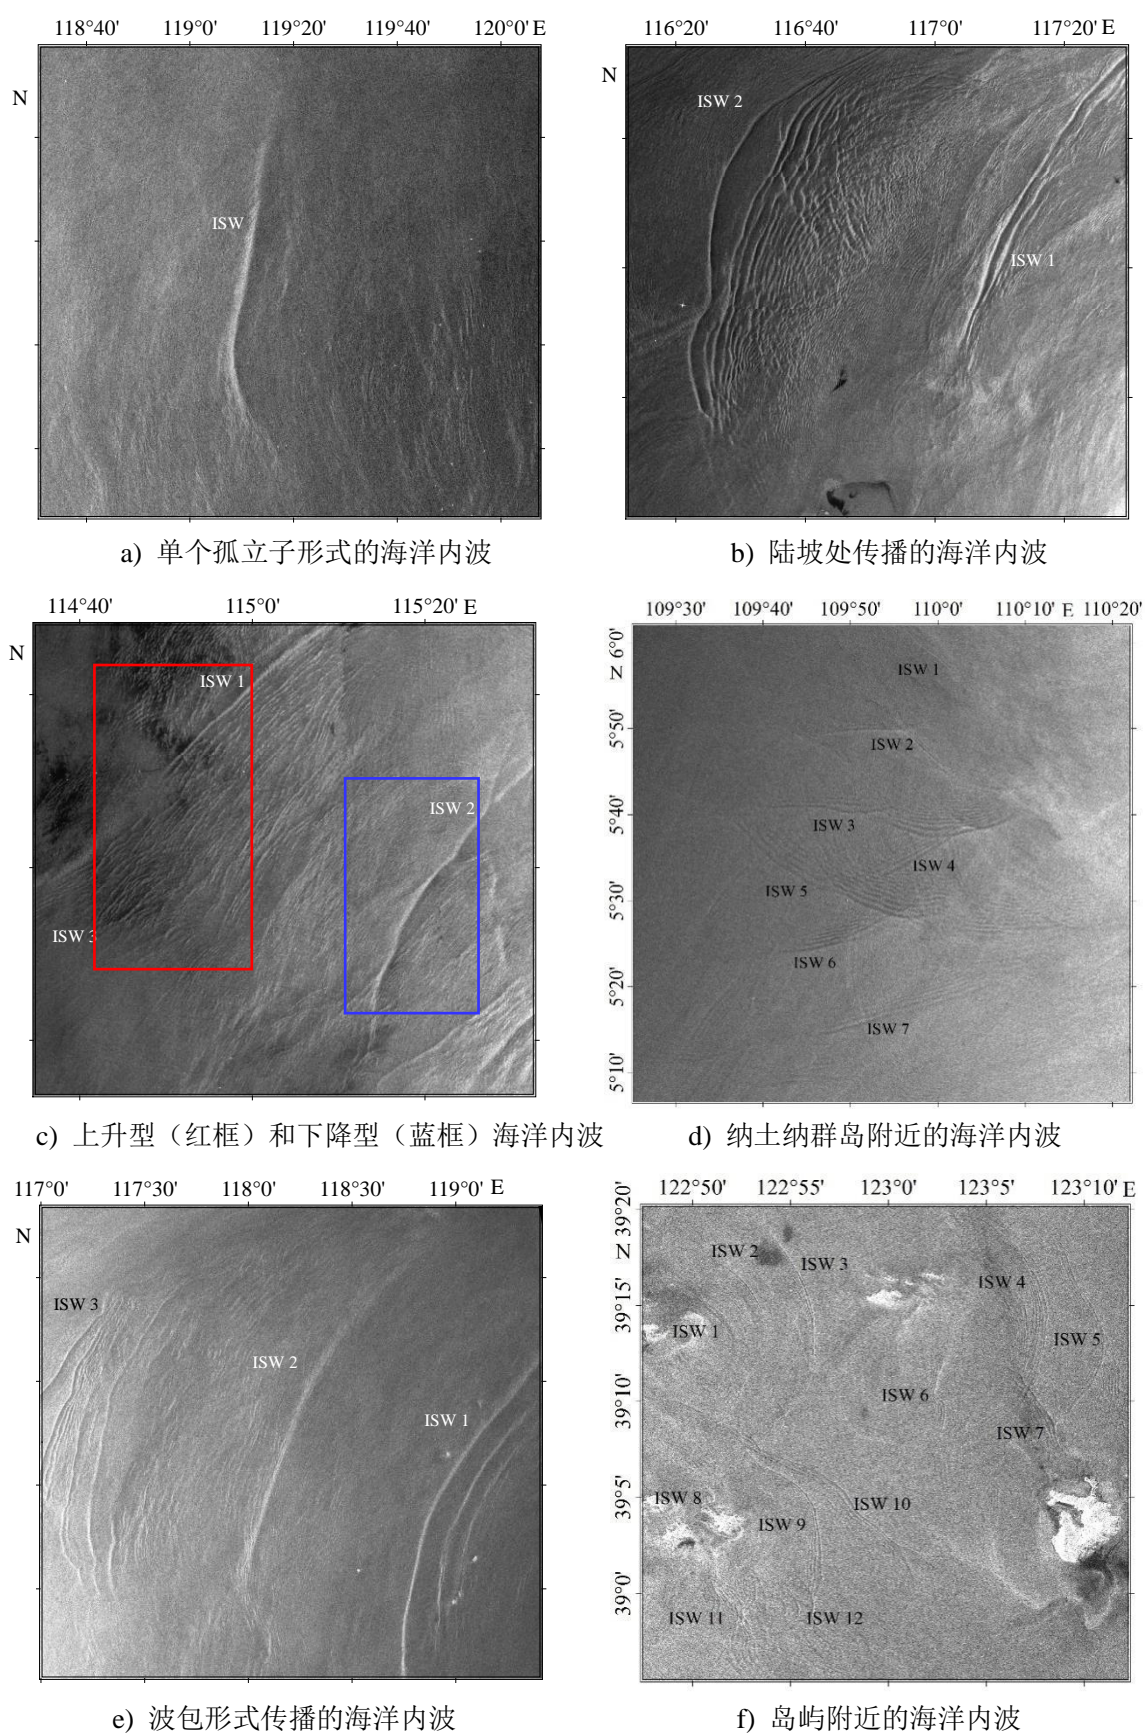 118°40' 119°0' 119°20' 119°40' 120°0' E
N
ISW
a) 单个孤立子形式的海洋内波
116°20' 116°40' 117°0' 117°20' E
N
ISW 2
ISW 1
b) 陆坡处传播的海洋内波
114°40' 115°0' 115°20' E
N
ISW 1
ISW 2
ISW 3
c) 上升型（红框）和下降型（蓝框）海洋内波
109°30' 109°40' 109°50' 110°0' 110°10' E 110°20'
N 6°0'
5°50'
5°40'
5°30'
5°20'
5°10'
ISW 1
ISW 2
ISW 3
ISW 4
ISW 5
ISW 6
ISW 7
d) 纳土纳群岛附近的海洋内波
117°0' 117°30' 118°0' 118°30' 119°0' E
N
ISW 3
ISW 2
ISW 1
e) 波包形式传播的海洋内波
122°50' 122°55' 123°0' 123°5' 123°10' E
N 39°20'
39°15'
39°10'
39°5'
39°0'
ISW 2
ISW 3
ISW 4
ISW 1
ISW 5
ISW 6
ISW 7
ISW 8
ISW 10
ISW 9
ISW 11
ISW 12
f) 岛屿附近的海洋内波